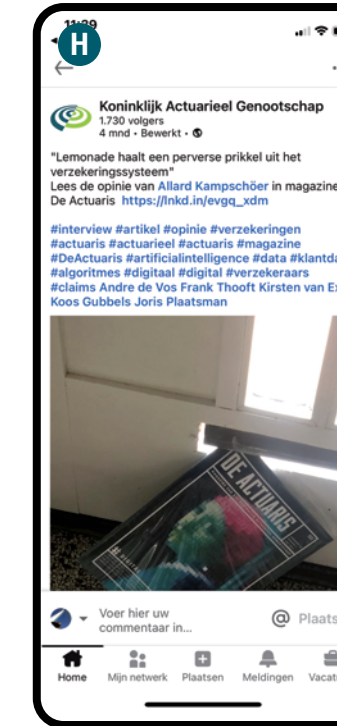 11:29
H
Koninklijk Actuarieel Genootschap
1.730 volgers
4 mnd • Bewerkt •
"Lemonade haalt een perverse prikkel uit het
verzekeringssysteem"
Lees de opinie van Allard Kampschöer in magazine
De Actuaris https://lnkd.in/evgq_xdm
#interview #artikel #opinie #verzekeringen
#actuaris #actuarieel #actuaris #magazine
#DeActuaris #artificialintelligence #data #klantda
#algoritmes #digitaal #digital #verzekeraars
#claims Andre de Vos Frank Thooft Kirsten van E
Koos Gubbels Joris Plaatsman
DE ACTUARIS
Voer hier uw
commentaar in...
@ Plaats
Home Mijn netwerk Plaatsen Meldingen Vacat